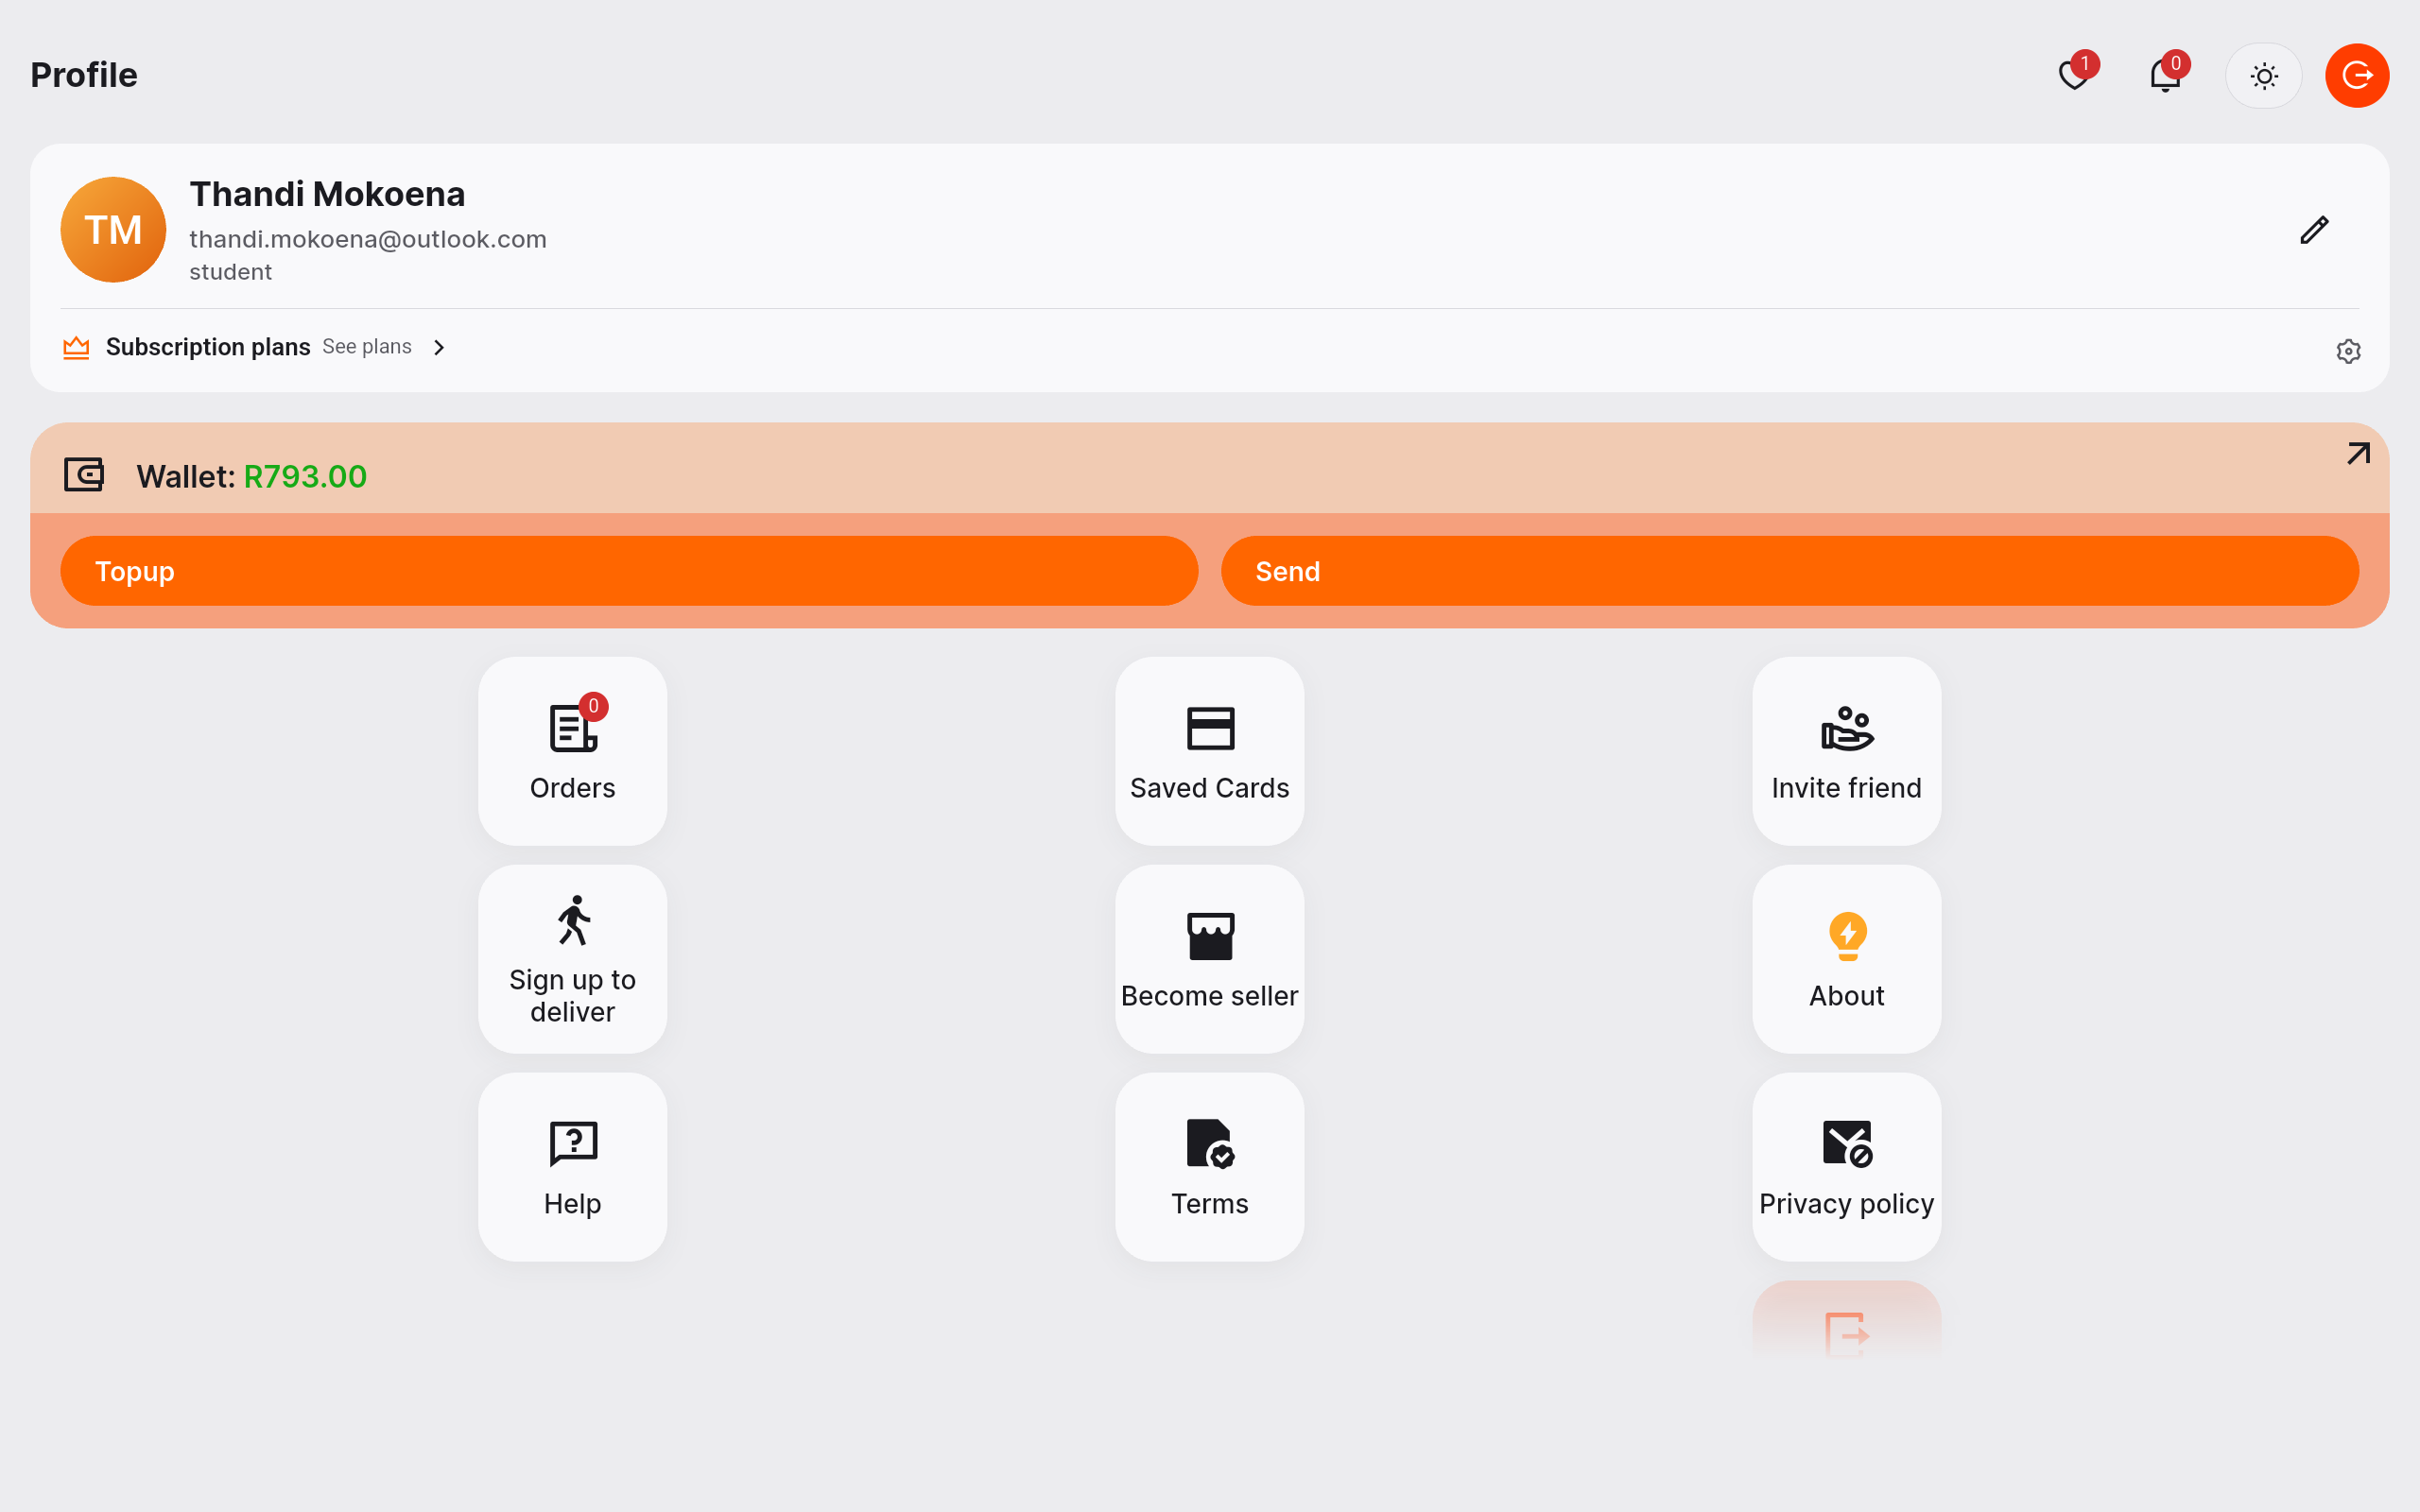 Profile
1
0
TM
Thandi Mokoena
thandi.mokoena@outlook.com
student
Subscription plans See plans
Wallet: R793.00
Topup
Send
0
Orders
Saved Cards
Invite friend
Sign up to
deliver
Become seller
About
Help
Terms
Privacy policy